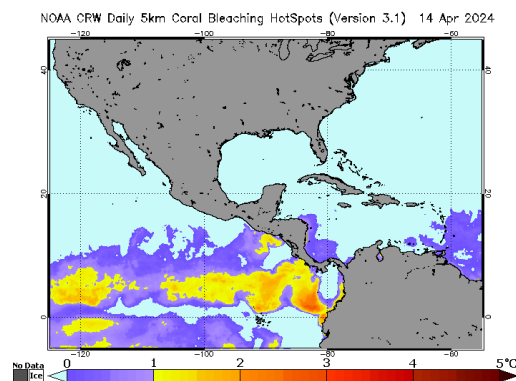 NOAA CRW Daily 5km Coral Bleaching HotSpots (Version 3.1) 14 Apr 2024
-120 -100 -80 -60
40 40
20 20
0 0
-120 -100 -80 -60
No Data
Ice
0 1 2 3 4 5°C